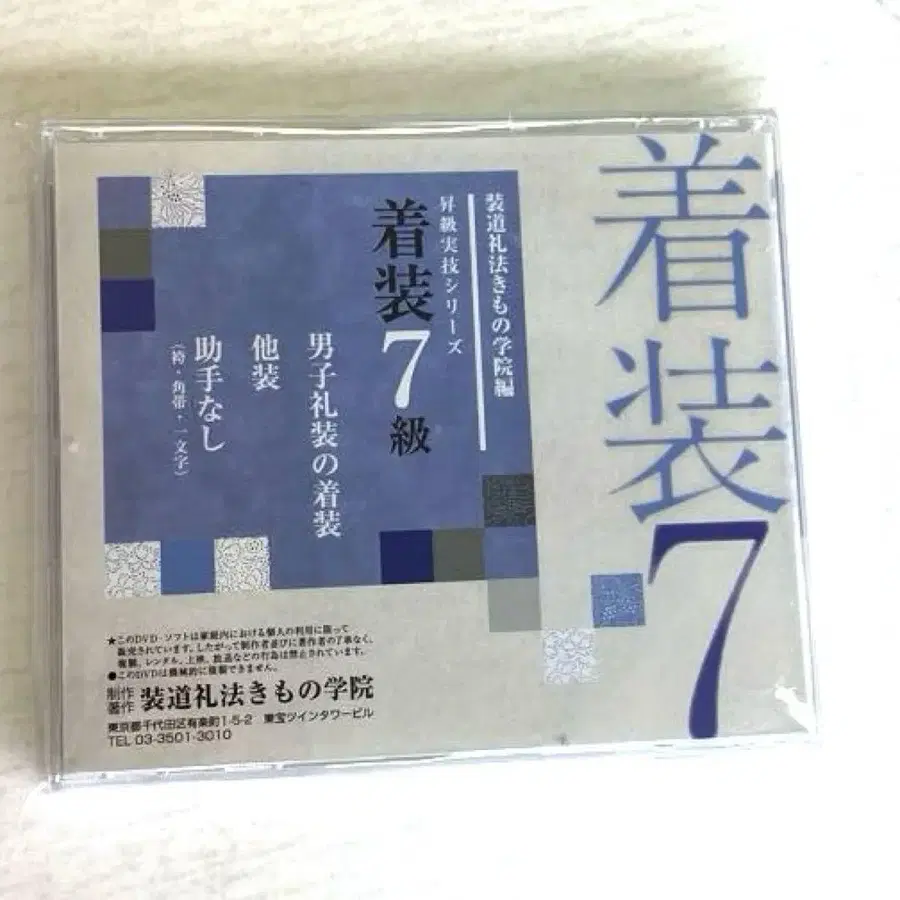 着装7
装道礼法きもの学院編
昇級実技シリーズ
着装7級
男子礼装の着装
他装
助手なし
（袴・角帯・一文字）
★このDVD・ソフトは家庭内における個人の利用に限って
販売されています。したがって制作者並びに著作者の了承なく、
複製、レンタル、上映、放送などの行為は禁止されています。
●このDVDは機械的に複製できません。
制作
著作 装道礼法きもの学院
東京都千代田区有楽町1-5-2 東宝ツインタワービル
TEL 03-3501-3010